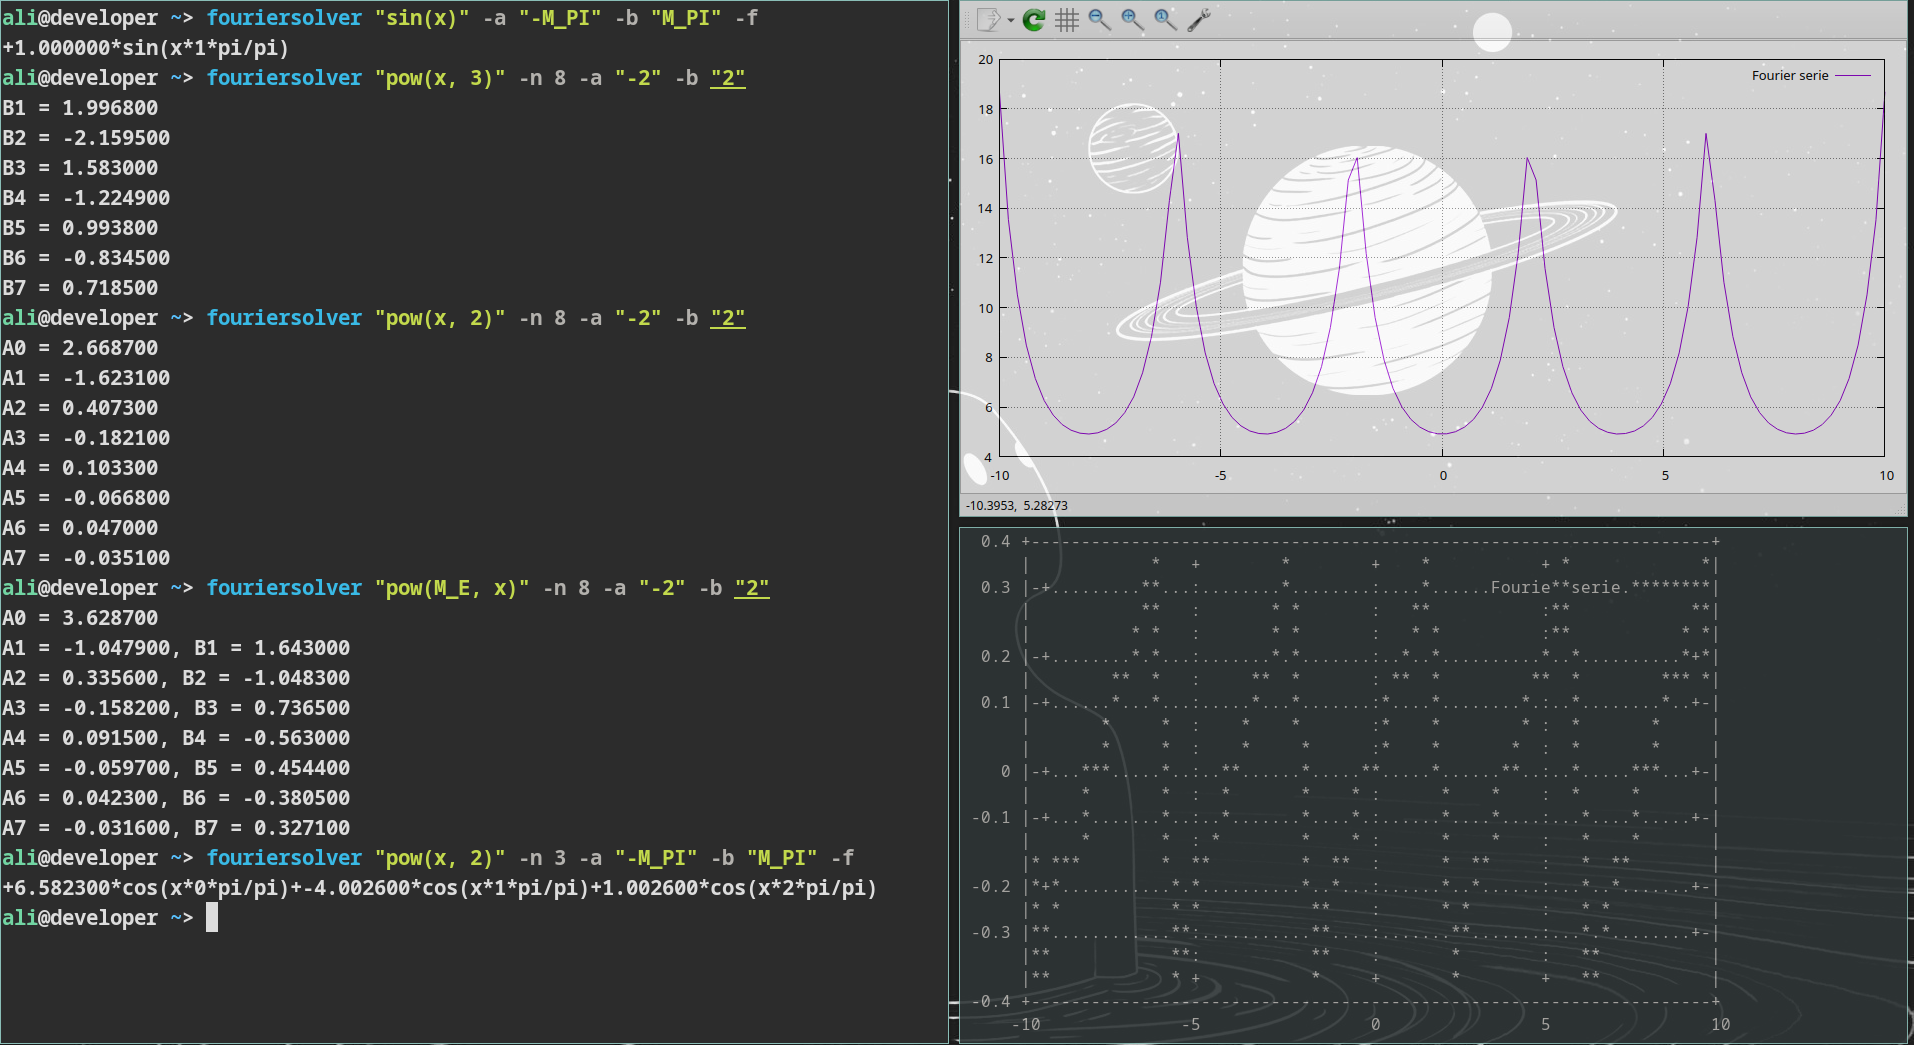 ali@developer ~> fouriersolver "sin(x)" -a "-M_PI" -b "M_PI" -f
+1.000000*sin(x*1*pi/pi)
ali@developer ~> fouriersolver "pow(x, 3)" -n 8 -a "-2" -b "2"
B1 = 1.996800
B2 = -2.159500
B3 = 1.583000
B4 = -1.224900
B5 = 0.993800
B6 = -0.834500
B7 = 0.718500
ali@developer ~> fouriersolver "pow(x, 2)" -n 8 -a "-2" -b "2"
A0 = 2.668700
A1 = -1.623100
A2 = 0.407300
A3 = -0.182100
A4 = 0.103300
A5 = -0.066800
A6 = 0.047000
A7 = -0.035100
ali@developer ~> fouriersolver "pow(M_E, x)" -n 8 -a "-2" -b "2"
A0 = 3.628700
A1 = -1.047900, B1 = 1.643000
A2 = 0.335600, B2 = -1.048300
A3 = -0.158200, B3 = 0.736500
A4 = 0.091500, B4 = -0.563000
A5 = -0.059700, B5 = 0.454400
A6 = 0.042300, B6 = -0.380500
A7 = -0.031600, B7 = 0.327100
ali@developer ~> fouriersolver "pow(x, 2)" -n 3 -a "-M_PI" -b "M_PI" -f
+6.582300*cos(x*0*pi/pi)+-4.002600*cos(x*1*pi/pi)+1.002600*cos(x*2*pi/pi)
ali@developer ~>
20
Fourier serie
18
16
14
12
10
8
6
4
-10 -5 0 5 10
-10.3953, 5.28273
0.4
0.3 Fourie**serie.********
0.2
0.1
0
-0.1
-0.2
-0.3
-0.4
-10 -5 0 5 10